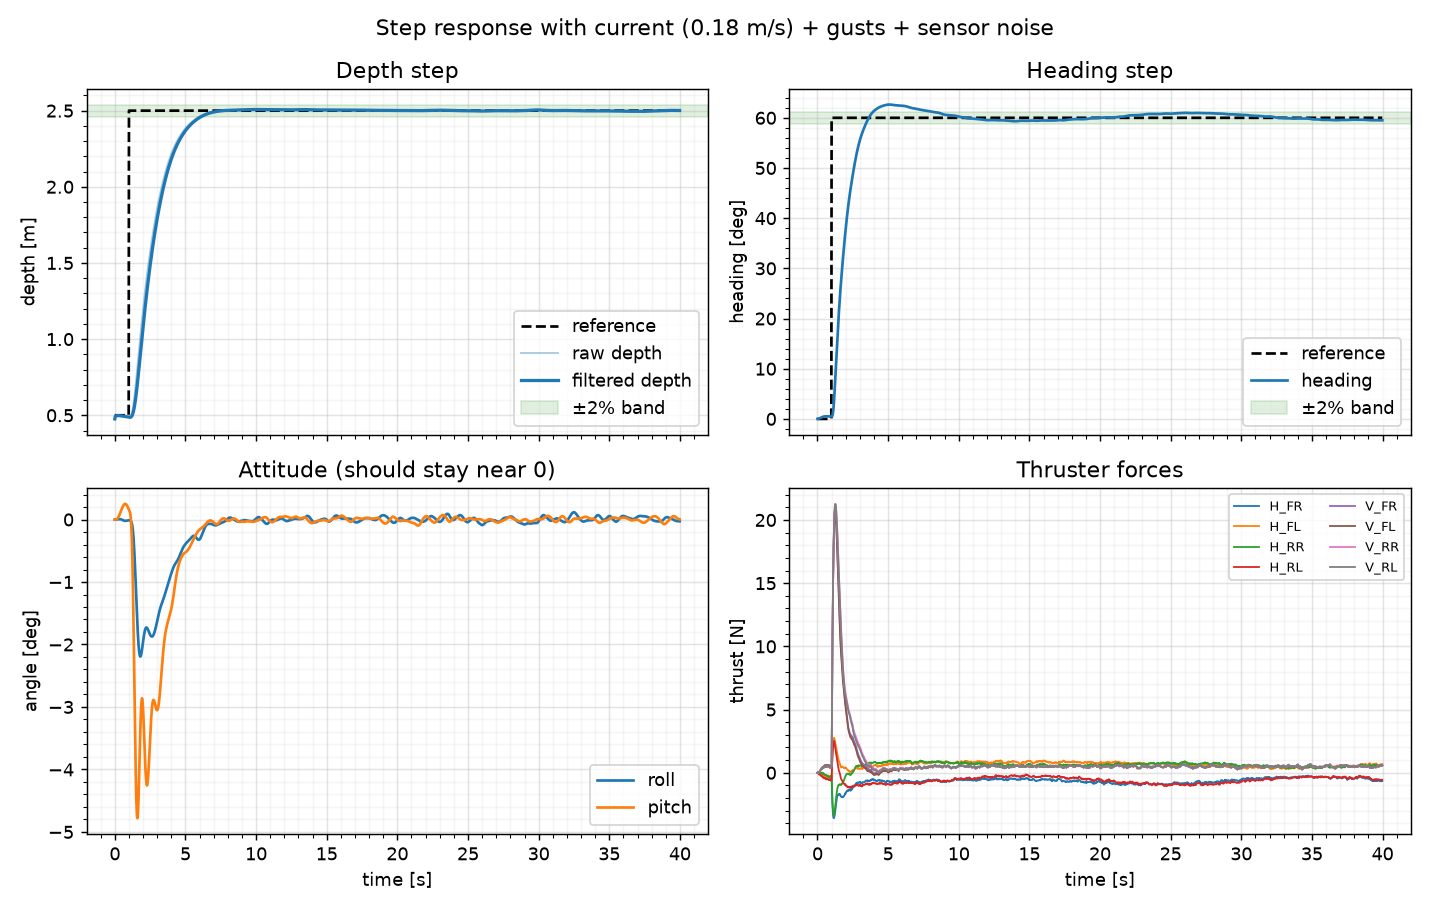 Step response with current (0.18 m/s) + gusts + sensor noise
Depth step
depth [m]
2.5
2.0
1.5
1.0
0.5
reference
raw depth
filtered depth
±2% band
Heading step
heading [deg]
60
50
40
30
20
10
0
reference
heading
±2% band
Attitude (should stay near 0)
angle [deg]
0
−1
−2
−3
−4
−5
roll
pitch
0 5 10 15 20 25 30 35 40
time [s]
Thruster forces
thrust [N]
20
15
10
5
0
H_FR V_FR
H_FL V_FL
H_RR V_RR
H_RL V_RL
0 5 10 15 20 25 30 35 40
time [s]